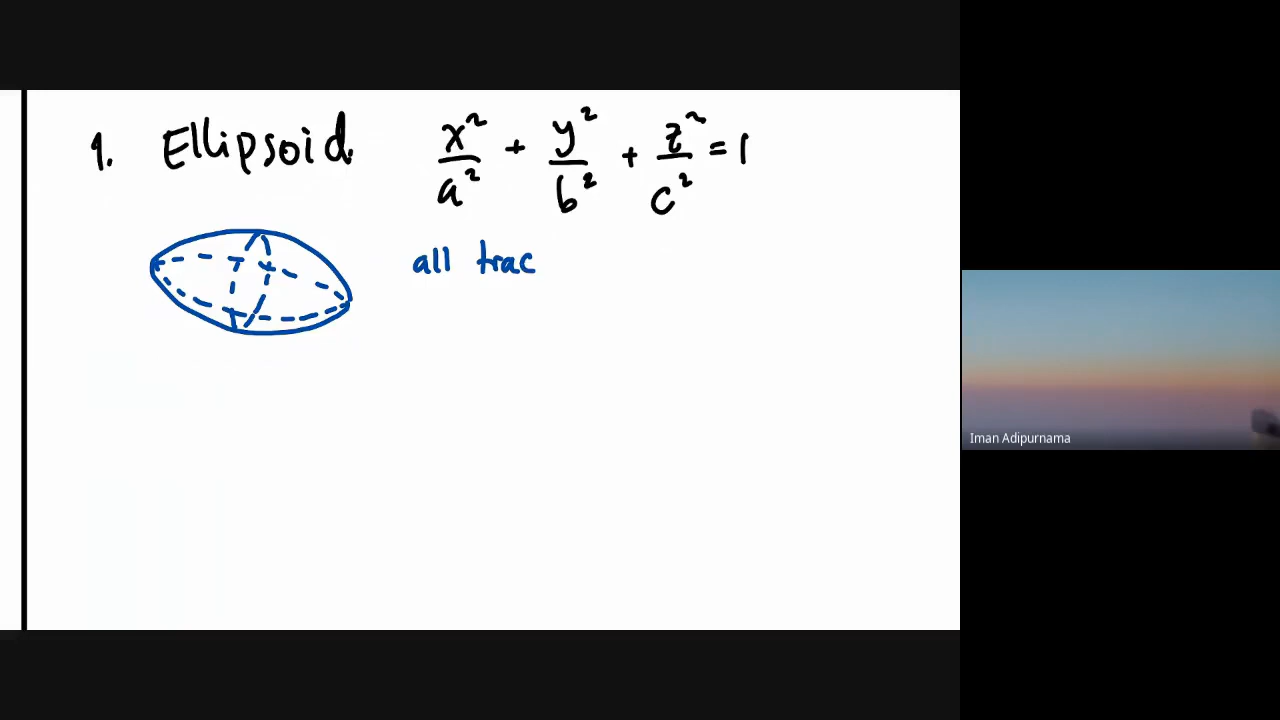 1. Ellipsoid x²/a² + y²/b² + z²/c² = 1
all trac
Iman Adipurnama